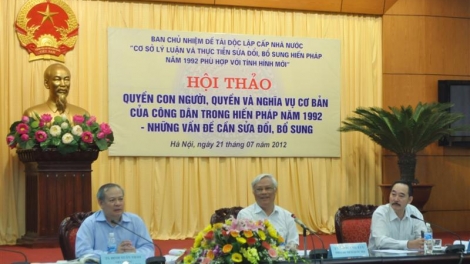 BAN CHỦ NHIỆM ĐỀ TÀI ĐỘC LẬP CẤP NHÀ NƯỚC
"CƠ SỞ LÝ LUẬN VÀ THỰC TIỄN SỬA ĐỔI, BỔ SUNG HIẾN PHÁP
NĂM 1992 PHÙ HỢP VỚI TÌNH HÌNH MỚI"
HỘI THẢO
QUYỀN CON NGƯỜI, QUYỀN VÀ NGHĨA VỤ CƠ BẢN
CỦA CÔNG DÂN TRONG HIẾN PHÁP NĂM 1992
- NHỮNG VẤN ĐỀ CẦN SỬA ĐỔI, BỔ SUNG
Hà Nội, ngày 21 tháng 07 năm 2012